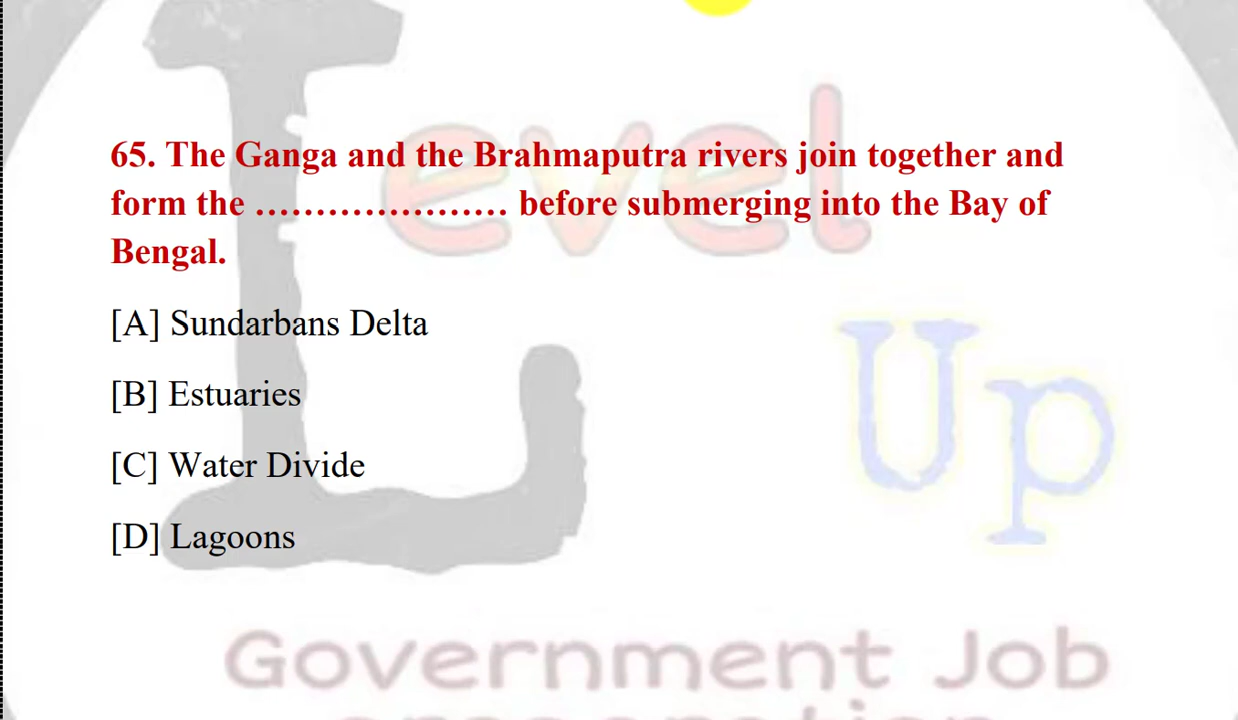 Level
65. The Ganga and the Brahmaputra rivers join together and
form the ………………… before submerging into the Bay of
Bengal.
[A] Sundarbans Delta
Up
[B] Estuaries
[C] Water Divide
[D] Lagoons
Government Job